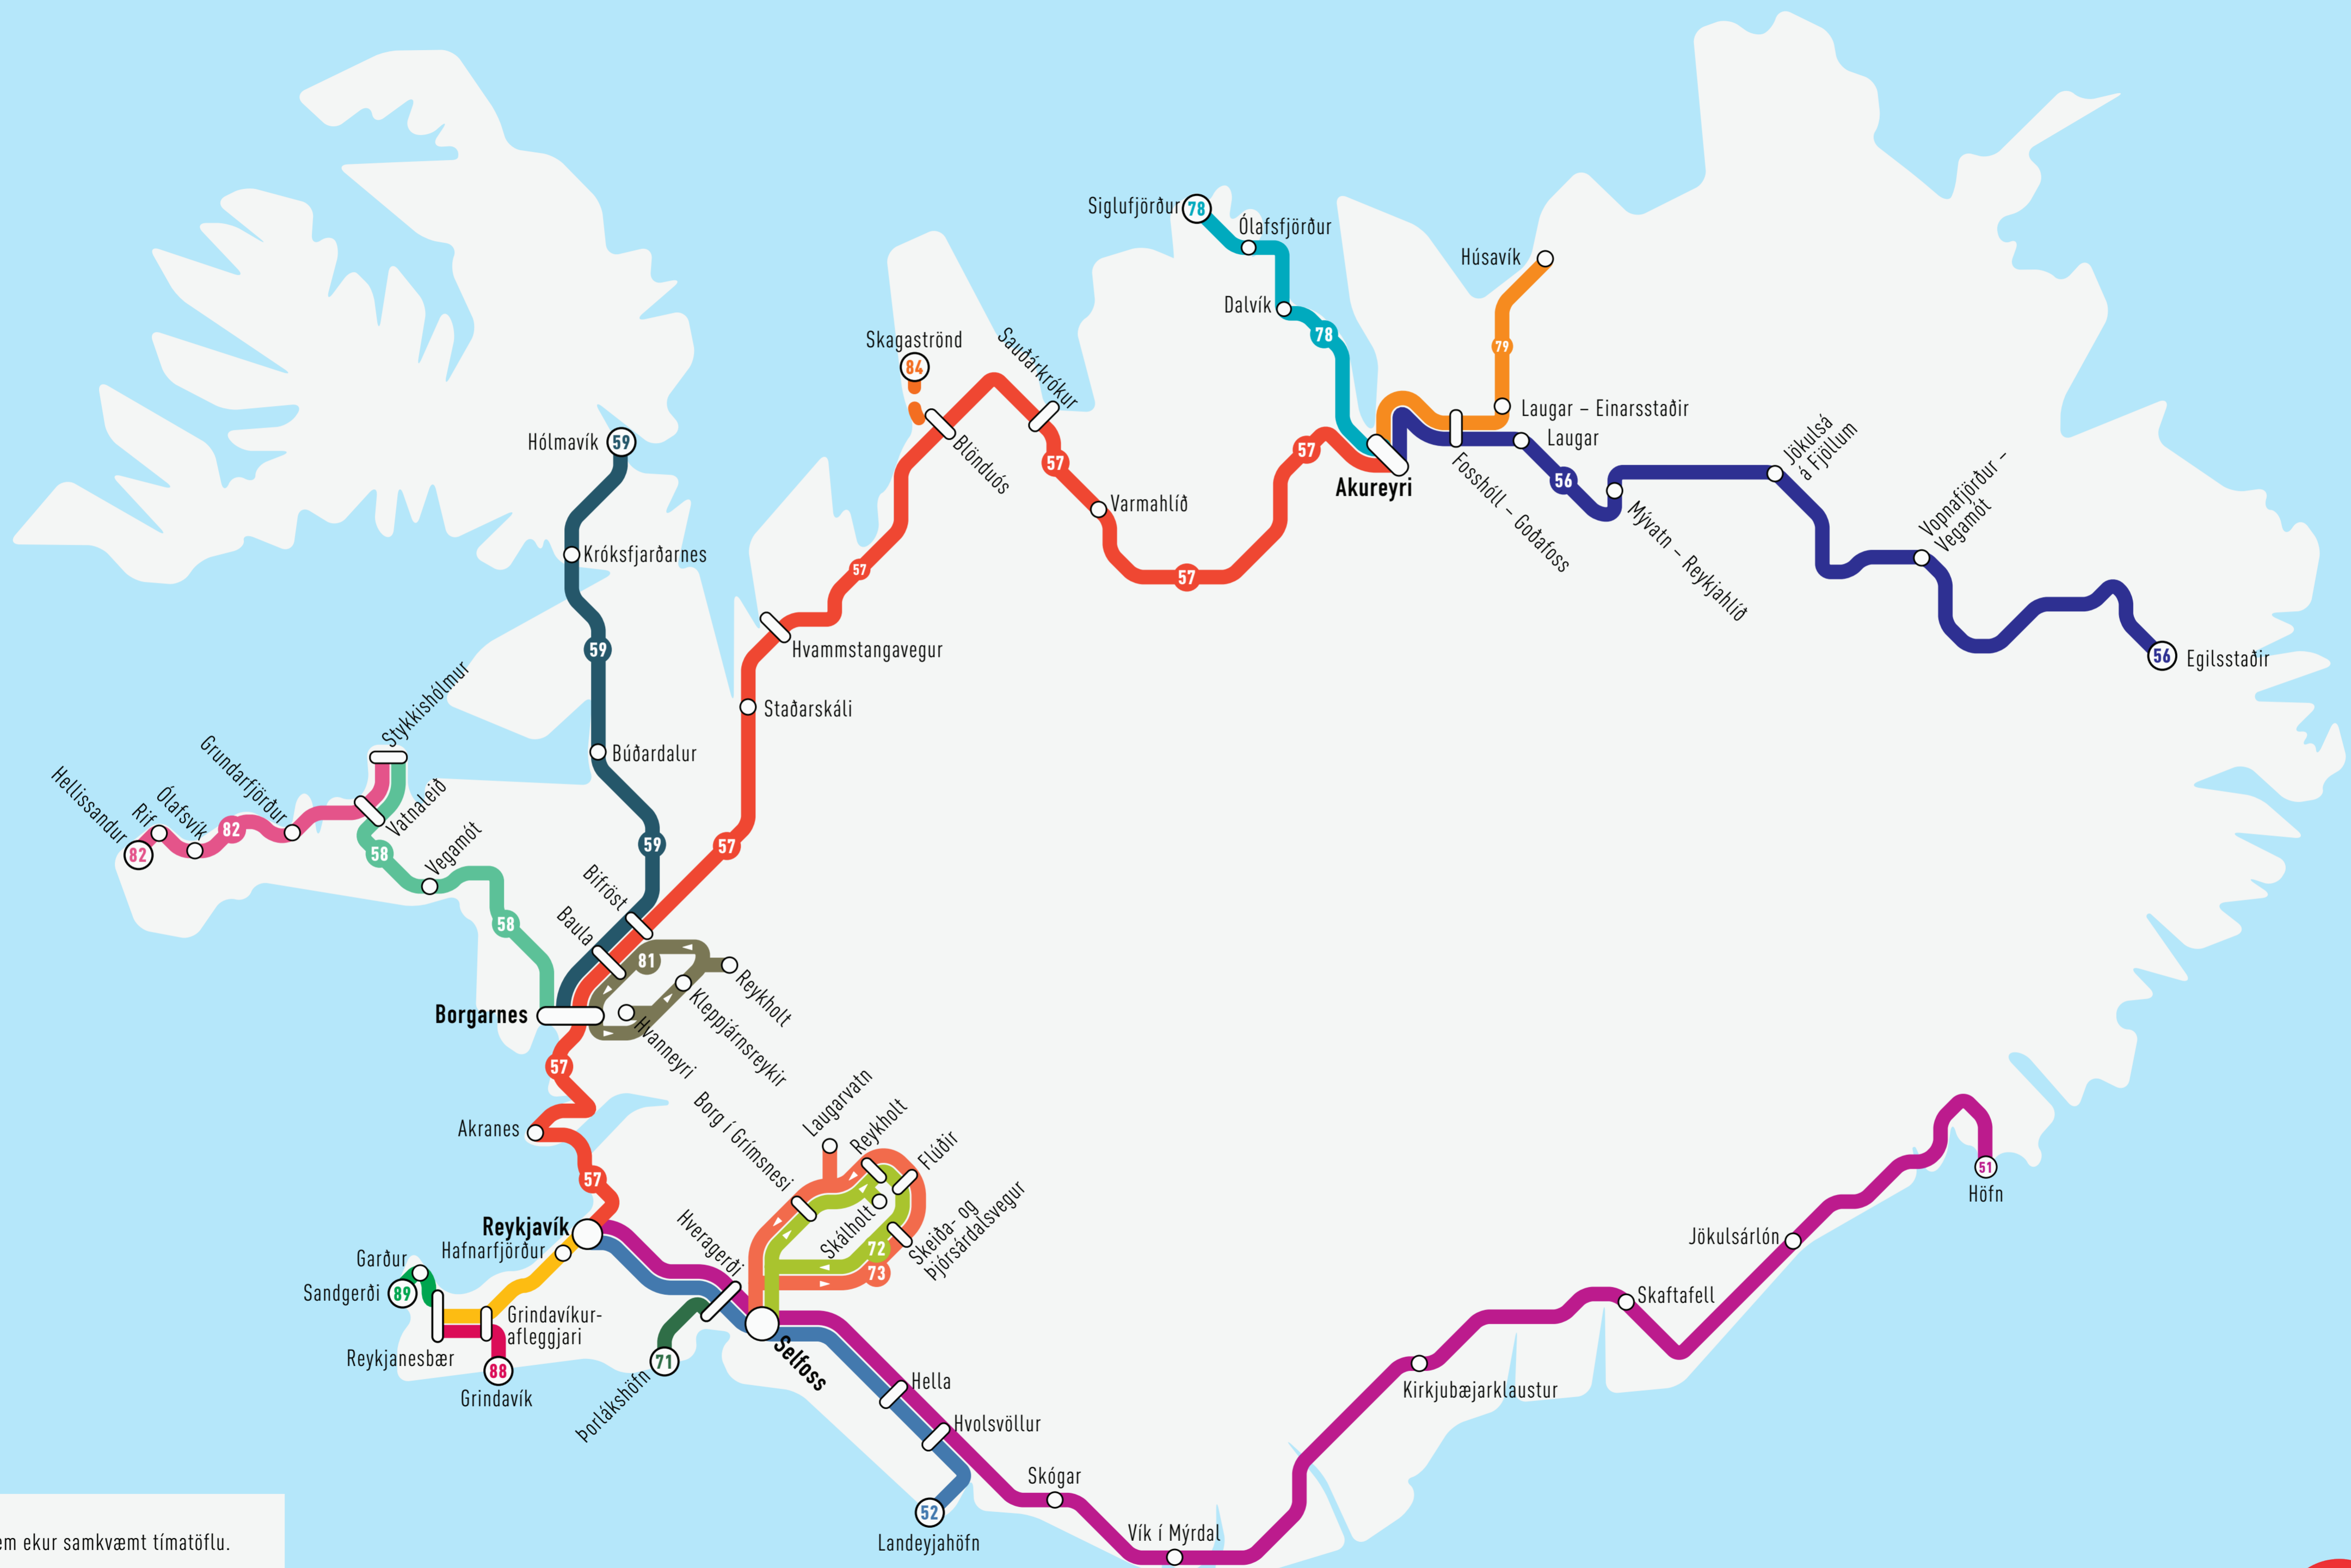 Siglufjörður
78
Ólafsfjörður
Dalvík
78
Húsavík
79
Skagaströnd
84
Sauðárkrókur
Blönduós
57
Varmahlíð
57
57
57
Akureyri
Laugar – Einarsstaðir
Laugar
Fosshóll – Goðafoss
56
Mývatn – Reykjahlíð
Jökulsá
á Fjöllum
Vopnafjörður –
Vegamót
56
Egilsstaðir
Hólmavík
59
Króksfjarðarnes
59
Búðardalur
59
Hvammstangavegur
Staðarskáli
57
Stykkishólmur
Vatnaleið
Grundarfjörður
82
Ólafsvík
Rif
Hellissandur
82
58
Vegamót
58
Bifröst
Baula
81
Reykholt
Kleppjárnsreykir
Hvanneyri
Borgarnes
57
Akranes
57
Laugarvatn
Reykholt
Flúðir
Borg í Grímsnesi
Skálholt
Skeiða- og
þjórsárdalsvegur
72
73
Reykjavík
Hafnarfjörður
Garður
Sandgerði
89
Grindavíkur-
afleggjari
Reykjanesbær
88
Grindavík
Hveragerði
71
Þorlákshöfn
Selfoss
Hella
Hvolsvöllur
52
Landeyjahöfn
Skógar
Vík í Mýrdal
Kirkjubæjarklaustur
Skaftafell
Jökulsárlón
51
Höfn
em ekur samkvæmt tímatöflu.